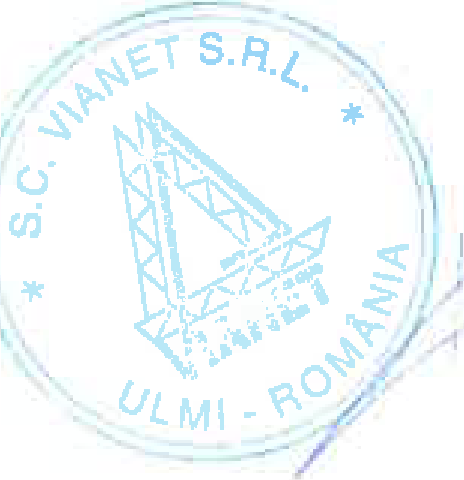 * S.C. VIANET S.R.L. *
ULMI - ROMÂNIA